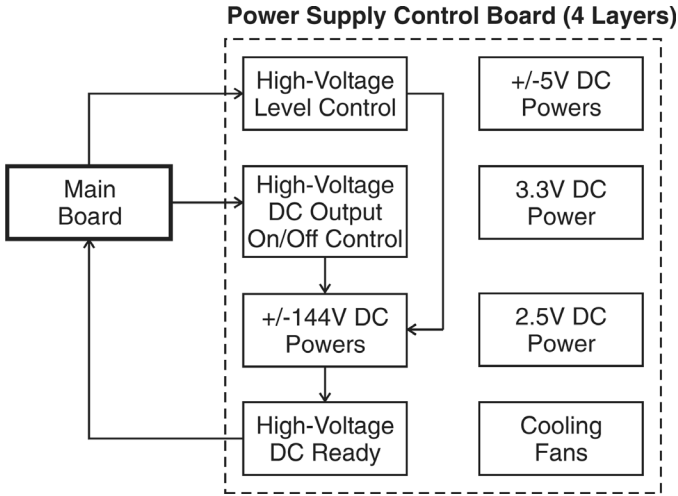 Power Supply Control Board (4 Layers)
High-Voltage
Level Control
+/-5V DC
Powers
Main
Board
High-Voltage
DC Output
On/Off Control
3.3V DC
Power
+/-144V DC
Powers
2.5V DC
Power
High-Voltage
DC Ready
Cooling
Fans